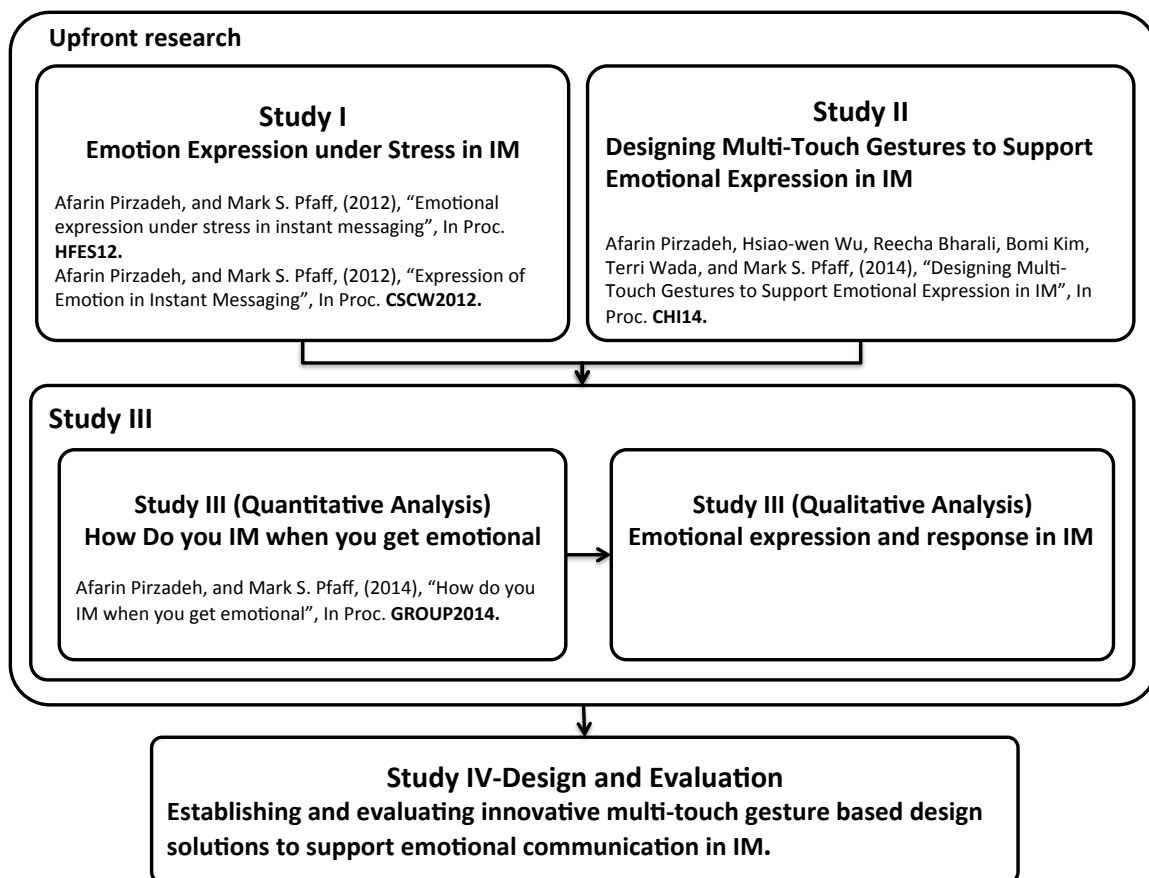 Upfront research
Study I
Emotion Expression under Stress in IM
Afarin Pirzadeh, and Mark S. Pfaff, (2012), “Emotional
expression under stress in instant messaging”, In Proc.
HFES12.
Afarin Pirzadeh, and Mark S. Pfaff, (2012), “Expression of
Emotion in Instant Messaging”, In Proc. CSCW2012.
Study II
Designing Multi-Touch Gestures to Support
Emotional Expression in IM
Afarin Pirzadeh, Hsiao-wen Wu, Reecha Bharali, Bomi Kim,
Terri Wada, and Mark S. Pfaff, (2014), “Designing Multi-
Touch Gestures to Support Emotional Expression in IM”, In
Proc. CHI14.
Study III
Study III (Quantitative Analysis)
How Do you IM when you get emotional
Afarin Pirzadeh, and Mark S. Pfaff, (2014), “How do you
IM when you get emotional”, In Proc. GROUP2014.
Study III (Qualitative Analysis)
Emotional expression and response in IM
Study IV-Design and Evaluation
Establishing and evaluating innovative multi-touch gesture based design
solutions to support emotional communication in IM.